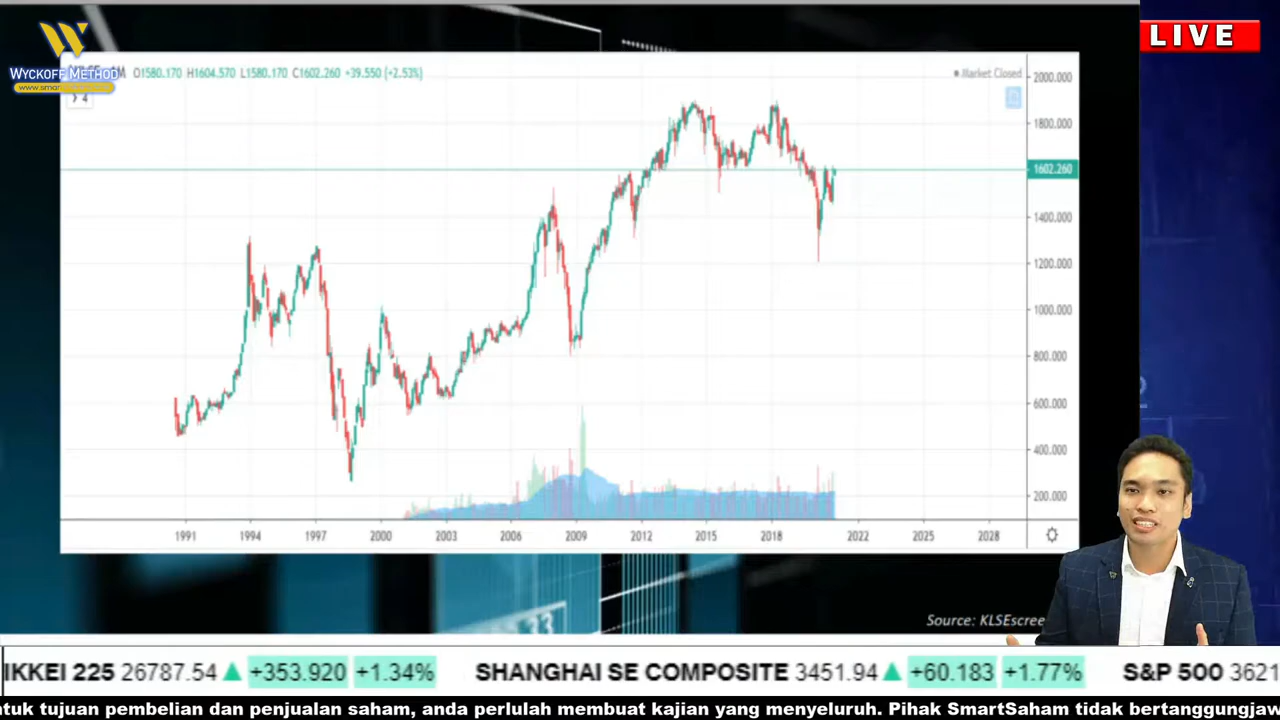 LIVE
WYCKOFF METHOD
O1580.170 H1604.570 L1580.170 C1602.260 +39.550 (+2.53%)
Market Closed
4
2000.000
1800.000
1602.260
1400.000
1200.000
1000.000
800.000
600.000
400.000
200.000
1991 1994 1997 2000 2003 2006 2009 2012 2015 2018 2022 2025 2028
33
Source: KLSEscree
IKKEI 225 26787.54 ▲ +353.920 +1.34% SHANGHAI SE COMPOSITE 3451.94 ▲ +60.183 +1.77% S&P 500 3621
ntuk tujuan pembelian dan penjualan saham, anda perlulah membuat kajian yang menyeluruh. Pihak SmartSaham tidak bertanggungjaw